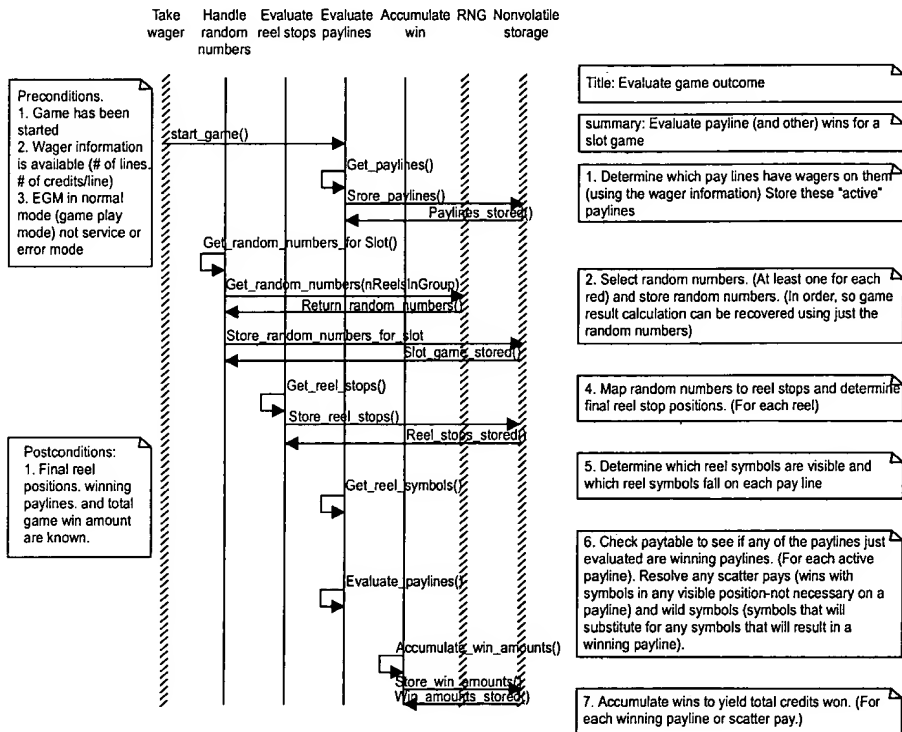 Take wager
Handle random numbers
Evaluate reel stops
Evaluate paylines
Accumulate win
RNG
Nonvolatile storage
Preconditions.
1. Game has been
started
2. Wager information
is available (# of lines.
# of credits/line)
3. EGM in normal
mode (game play
mode) not service or
error mode
Title: Evaluate game outcome
start_game()
summary: Evaluate payline (and other) wins for a
slot game
Get_paylines()
Srore_paylines()
Paylines_stored()
1. Determine which pay lines have wagers on them
(using the wager information) Store these "active"
paylines
Get_random_numbers_for Slot()
Get_random_numbers(nReelsInGroup)
Return_random_numbers()
2. Select random numbers. (At least one for each
red) and store random numbers. (In order, so game
result calculation can be recovered using just the
random numbers)
Store_random_numbers_for_slot
Slot_game_stored()
Get_reel_stops()
Store_reel_stops()
Reel_stops_stored()
4. Map random numbers to reel stops and determine
final reel stop positions. (For each reel)
Postconditions:
1. Final reel
positions. winning
paylines. and total
game win amount
are known.
Get_reel_symbols()
5. Determine which reel symbols are visible and
which reel symbols fall on each pay line
Evaluate_paylines()
6. Check paytable to see if any of the paylines just
evaluated are winning paylines. (For each active
payline). Resolve any scatter pays (wins with
symbols in any visible position-not necessary on a
payline) and wild symbols (symbols that will
substitute for any symbols that will result in a
winning payline).
Accumulate_win_amounts()
Store_win_amounts()
Win_amounts_stored()
7. Accumulate wins to yield total credits won. (For
each winning payline or scatter pay.)